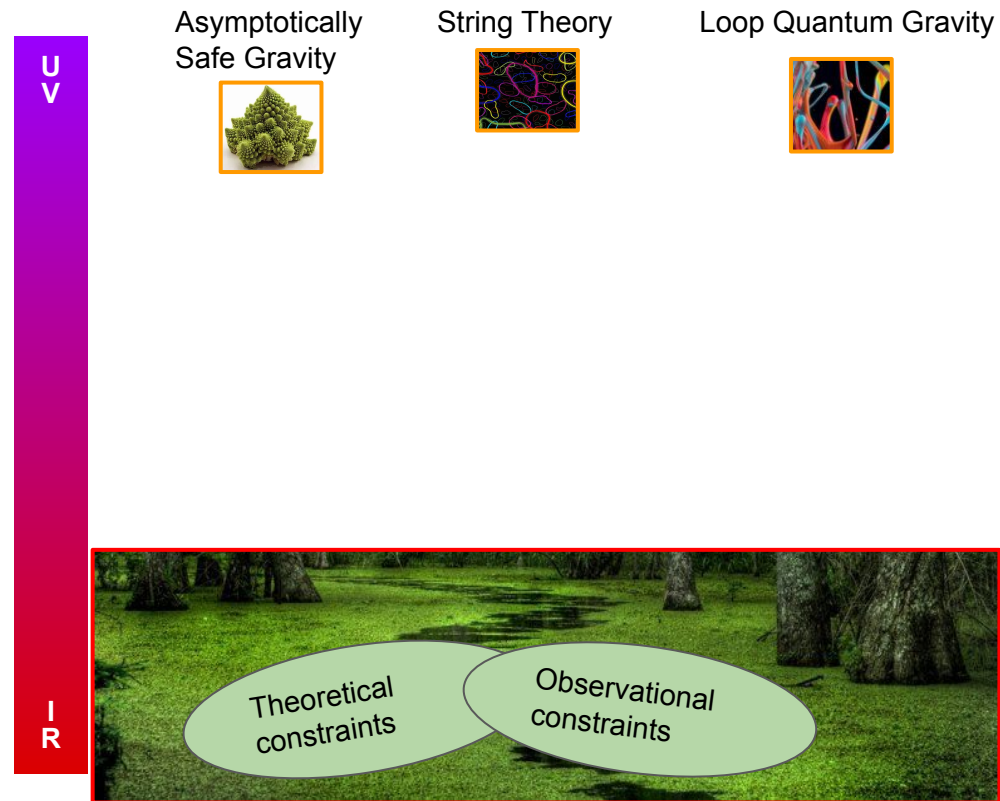 Asymptotically
Safe Gravity
String Theory
Loop Quantum Gravity
U
V
Theoretical
constraints
Observational
constraints
I
R